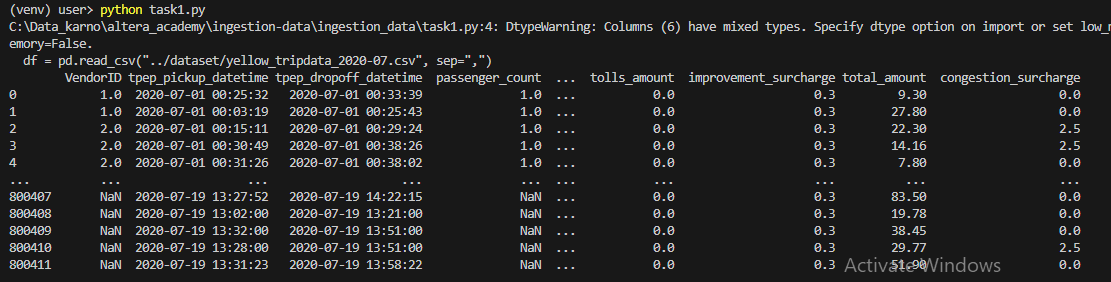 (venv) user> python task1.py
C:\Data_karno\altera_academy\ingestion-data\ingestion_data\task1.py:4: DtypeWarning: Columns (6) have mixed types. Specify dtype option on import or set low_
emory=False.
  df = pd.read_csv("../dataset/yellow_tripdata_2020-07.csv", sep=",")
VendorID tpep_pickup_datetime tpep_dropoff_datetime passenger_count ... tolls_amount improvement_surcharge total_amount congestion_surcharge
0 1.0 2020-07-01 00:25:32 2020-07-01 00:33:39 1.0 ... 0.0 0.3 9.30 0.0
1 1.0 2020-07-01 00:03:19 2020-07-01 00:25:43 1.0 ... 0.0 0.3 27.80 0.0
2 2.0 2020-07-01 00:15:11 2020-07-01 00:29:24 1.0 ... 0.0 0.3 22.30 2.5
3 2.0 2020-07-01 00:30:49 2020-07-01 00:38:26 1.0 ... 0.0 0.3 14.16 2.5
4 2.0 2020-07-01 00:31:26 2020-07-01 00:38:02 1.0 ... 0.0 0.3 7.80 0.0
... ... ... ... ... ... ... ... ... ...
800407 NaN 2020-07-19 13:27:52 2020-07-19 14:22:15 NaN ... 0.0 0.3 83.50 0.0
800408 NaN 2020-07-19 13:02:00 2020-07-19 13:21:00 NaN ... 0.0 0.3 19.78 0.0
800409 NaN 2020-07-19 13:32:00 2020-07-19 13:51:00 NaN ... 0.0 0.3 38.45 0.0
800410 NaN 2020-07-19 13:28:00 2020-07-19 13:51:00 NaN ... 0.0 0.3 29.77 2.5
800411 NaN 2020-07-19 13:31:23 2020-07-19 13:58:22 NaN ... 0.0 0.3 51.90 0.0
Activate Windows